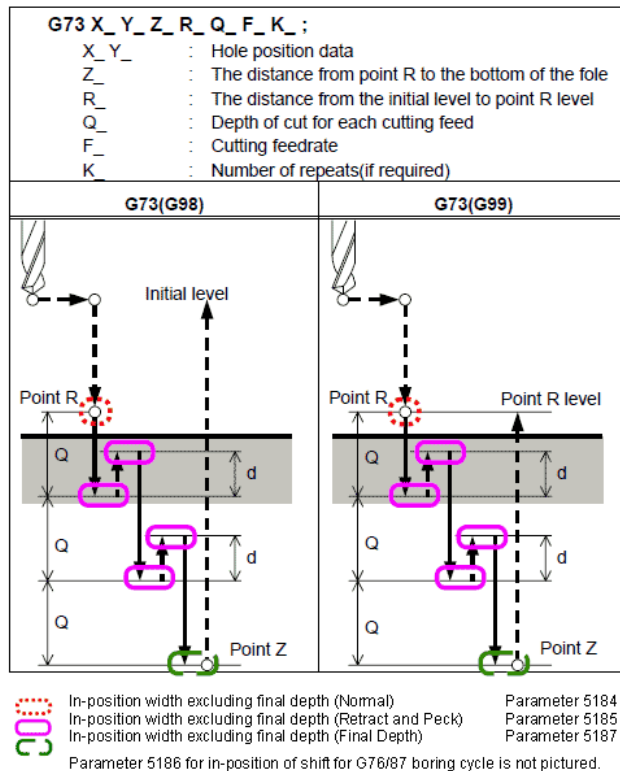 G73 X_ Y_ Z_ R_ Q_ F_ K_ ;
X_ Y_ : Hole position data
Z_ : The distance from point R to the bottom of the fole
R_ : The distance from the initial level to point R level
Q_ : Depth of cut for each cutting feed
F_ : Cutting feedrate
K_ : Number of repeats(if required)
G73(G98)
G73(G99)
Initial level
Point R
Q
d
Q
d
Q
Point Z
Point R
Point R level
Q
d
Q
d
Q
Point Z
In-position width excluding final depth (Normal) Parameter 5184
In-position width excluding final depth (Retract and Peck) Parameter 5185
In-position width excluding final depth (Final Depth) Parameter 5187
Parameter 5186 for in-position of shift for G76/87 boring cycle is not pictured.